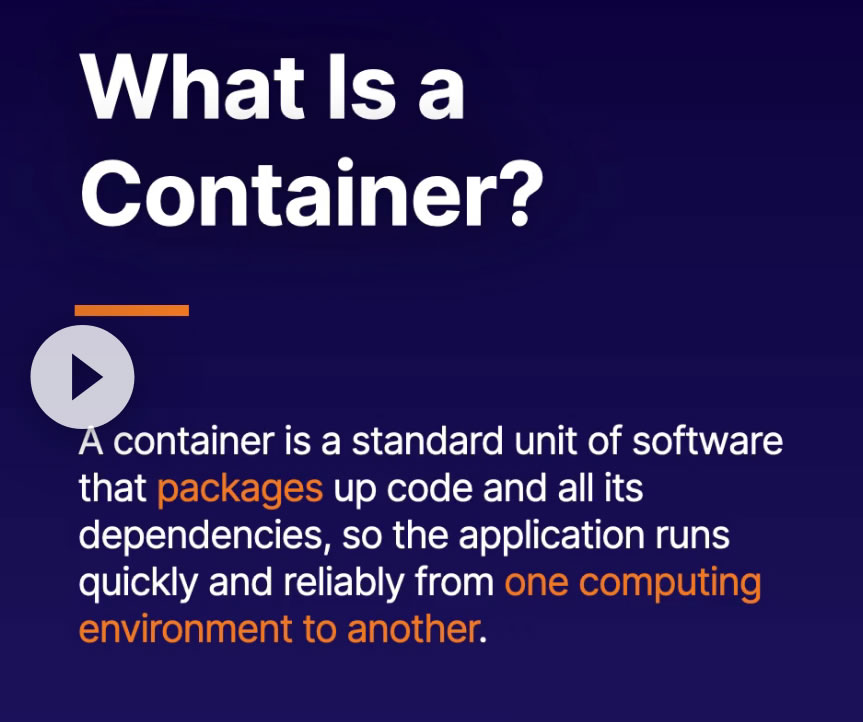 What Is a
Container?
A container is a standard unit of software
that packages up code and all its
dependencies, so the application runs
quickly and reliably from one computing
environment to another.